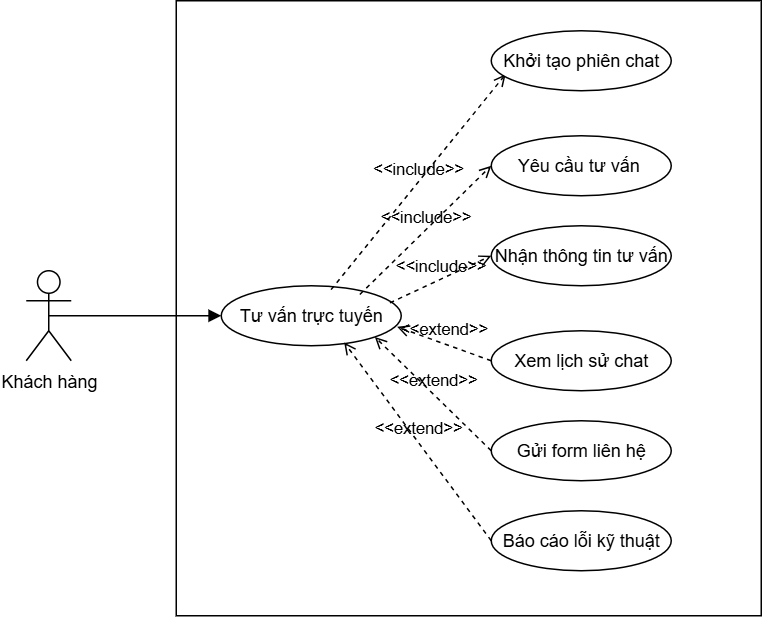 Khởi tạo phiên chat
<<include>>
Yêu cầu tư vấn
<<include>>
Nhận thông tin tư vấn
<<include>>
Tư vấn trực tuyến
<<extend>>
Xem lịch sử chat
Khách hàng
<<extend>>
<<extend>>
Gửi form liên hệ
Báo cáo lỗi kỹ thuật